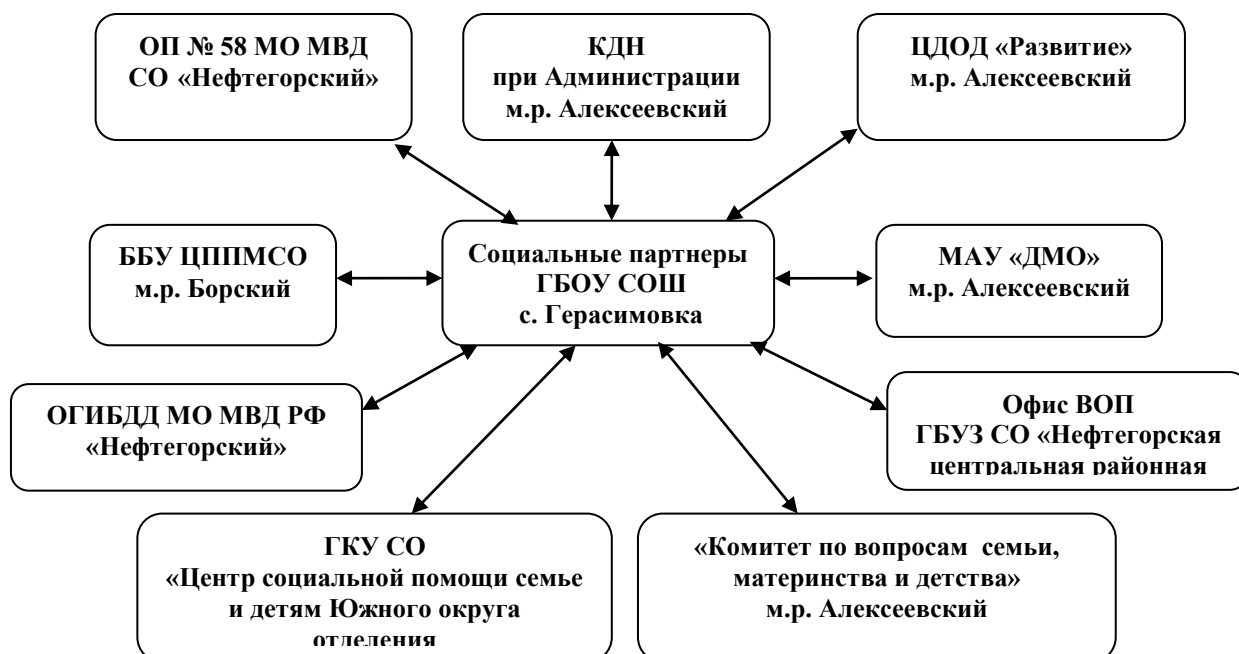 ОП № 58 МО МВД
СО «Нефтегорский»
КДН
при Администрации
м.р. Алексеевский
ЦДОД «Развитие»
м.р. Алексеевский
ББУ ЦППМСО
м.р. Борский
Социальные партнеры
ГБОУ СОШ
с. Герасимовка
МАУ «ДМО»
м.р. Алексеевский
ОГИБДД МО МВД РФ
«Нефтегорский»
Офис ВОП
ГБУЗ СО «Нефтегорская
центральная районная
ГКУ СО
«Центр социальной помощи семье
и детям Южного округа
отделения
«Комитет по вопросам семьи,
материнства и детства»
м.р. Алексеевский